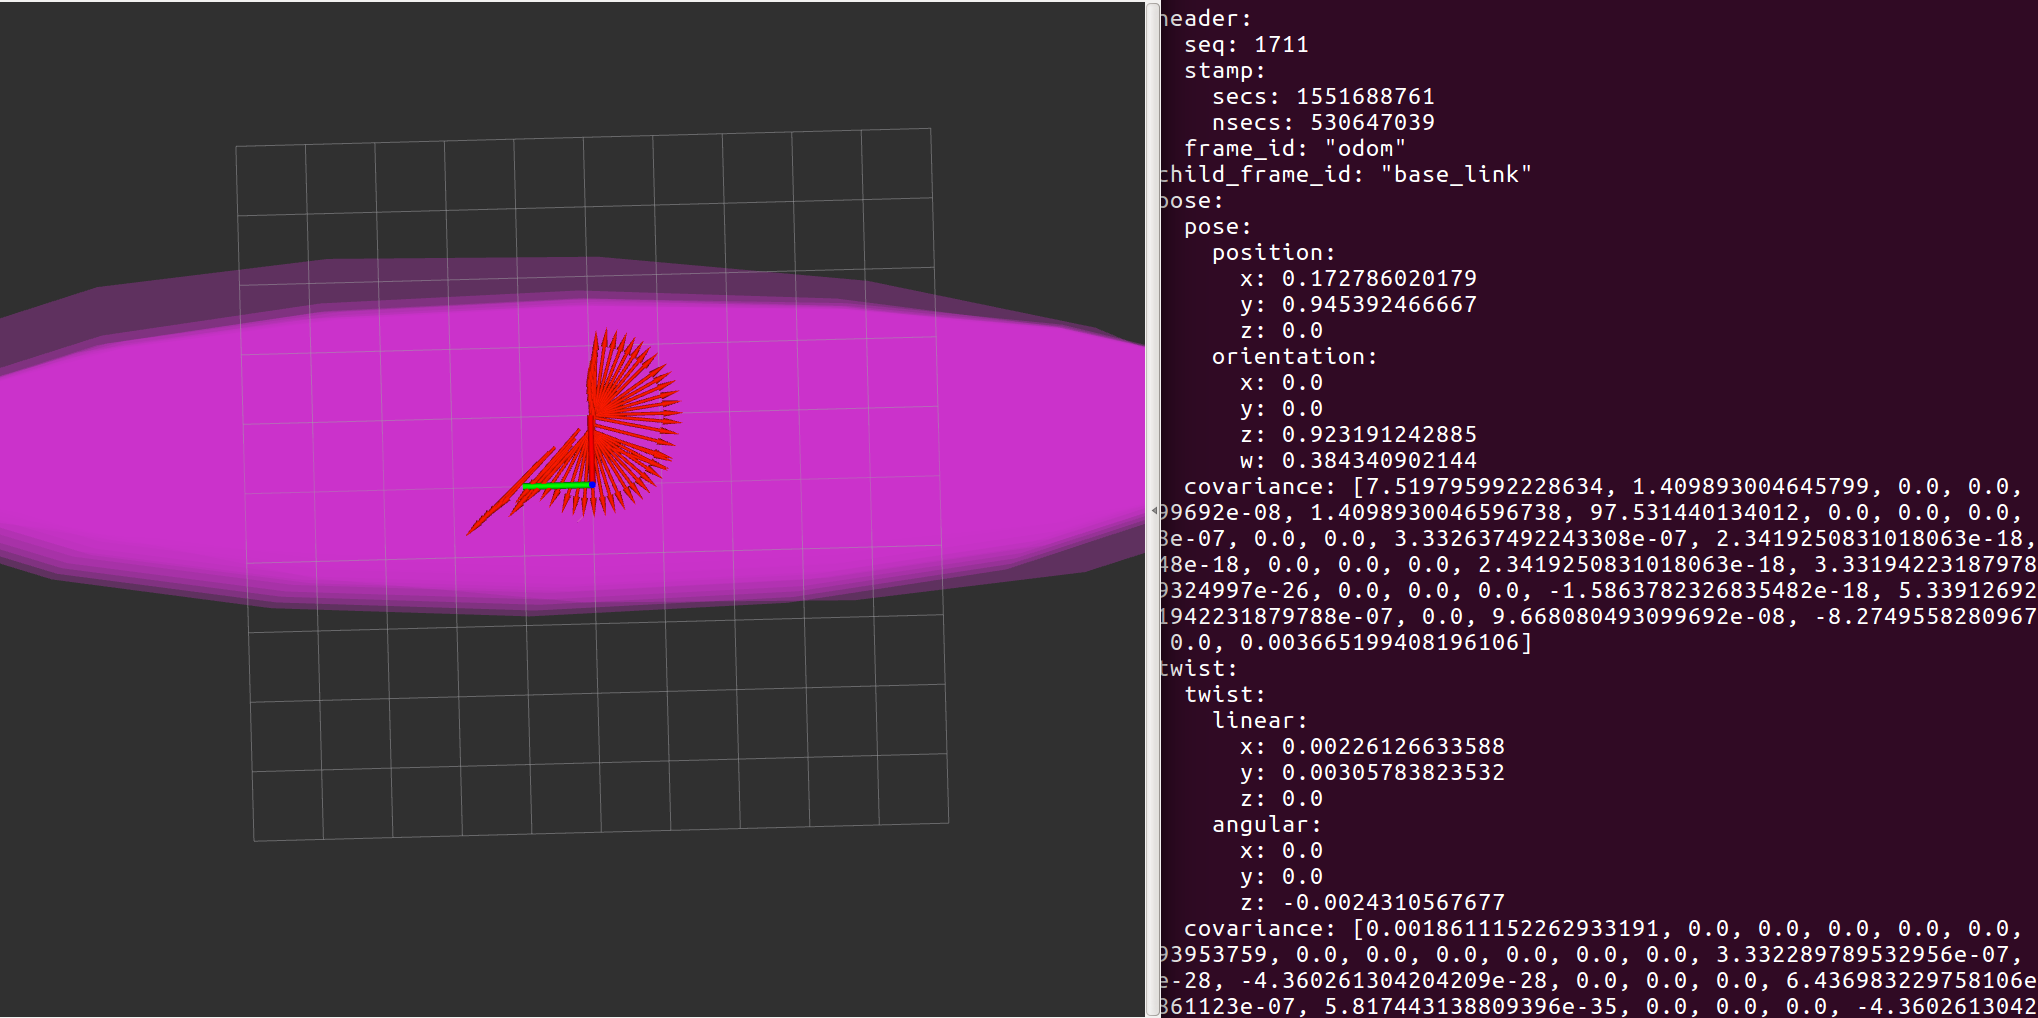 header:
  seq: 1711
  stamp:
    secs: 1551688761
    nsecs: 530647039
  frame_id: "odom"
child_frame_id: "base_link"
pose:
  pose:
    position:
      x: 0.172786020179
      y: 0.945392466667
      z: 0.0
    orientation:
      x: 0.0
      y: 0.0
      z: 0.923191242885
      w: 0.384340902144
  covariance: [7.519795992228634, 1.409893004645799, 0.0, 0.0,
99692e-08, 1.4098930046596738, 97.531440134012, 0.0, 0.0, 0.0,
8e-07, 0.0, 0.0, 3.332637492243308e-07, 2.3419250831018063e-18,
48e-18, 0.0, 0.0, 0.0, 2.3419250831018063e-18, 3.33194223187978
9324997e-26, 0.0, 0.0, 0.0, -1.5863782326835482e-18, 5.33912692
1942231879788e-07, 0.0, 9.668080493099692e-08, -8.2749558280967
0.0, 0.003665199408196106]
twist:
  twist:
    linear:
      x: 0.00226126633588
      y: 0.00305783823532
      z: 0.0
    angular:
      x: 0.0
      y: 0.0
      z: -0.0024310567677
  covariance: [0.0018611152262933191, 0.0, 0.0, 0.0, 0.0, 0.0,
93953759, 0.0, 0.0, 0.0, 0.0, 0.0, 0.0, 3.332289789532956e-07,
e-28, -4.360261304204209e-28, 0.0, 0.0, 0.0, 6.436983229758106e
861123e-07, 5.817443138809396e-35, 0.0, 0.0, 0.0, -4.3602613042